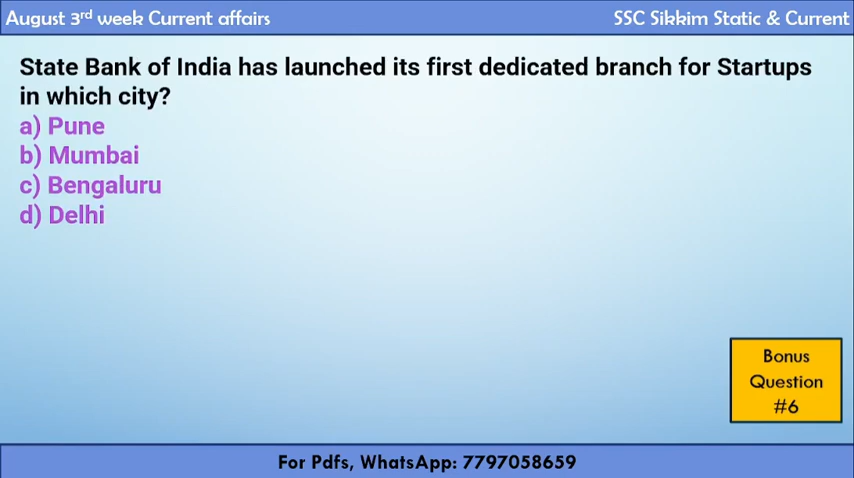 August 3rd week Current affairs
SSC Sikkim Static & Current
State Bank of India has launched its first dedicated branch for Startups
in which city?
a) Pune
b) Mumbai
c) Bengaluru
d) Delhi
Bonus
Question
#6
For Pdfs, WhatsApp: 7797058659